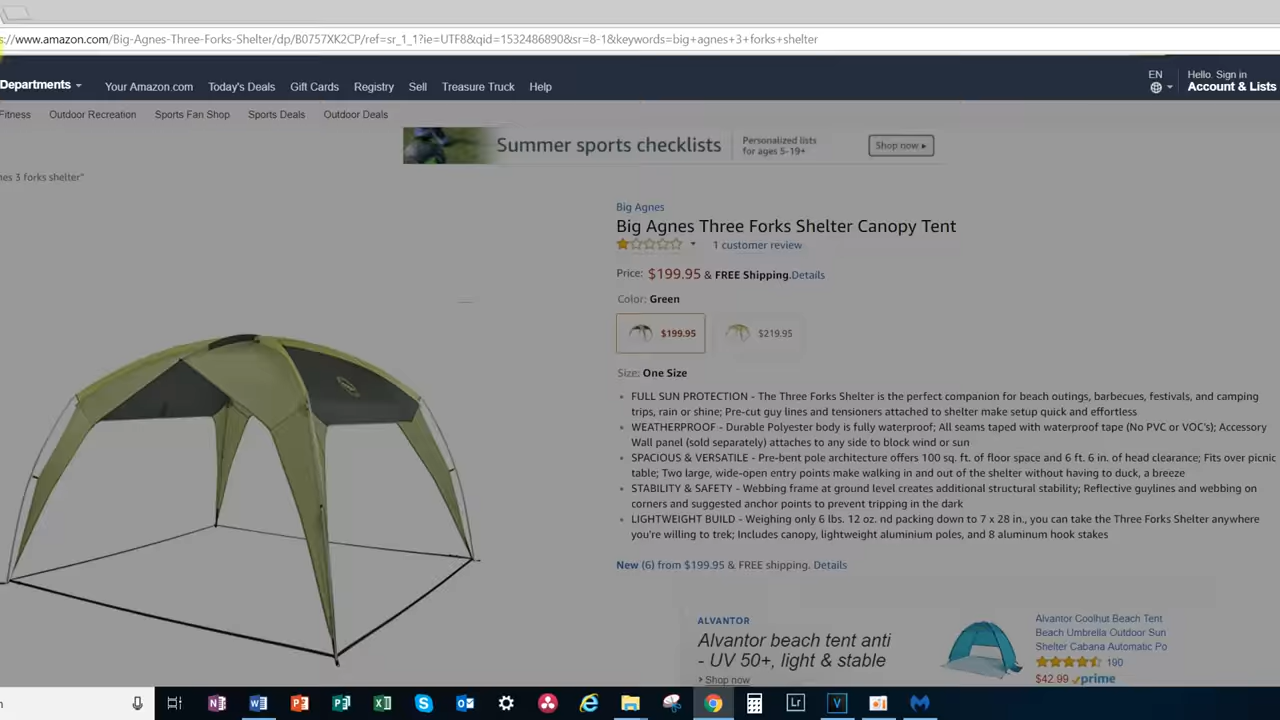 s://www.amazon.com/Big-Agnes-Three-Forks-Shelter/dp/B0757XK2CP/ref=sr_1_1?ie=UTF8&qid=1532486890&sr=8-1&keywords=big+agnes+3+forks+shelter
EN
Hello. Sign in
Departments
Your Amazon.com
Today's Deals
Gift Cards
Registry
Sell
Treasure Truck
Help
Account & Lists
Fitness
Outdoor Recreation
Sports Fan Shop
Sports Deals
Outdoor Deals
Summer sports checklists
Personalized lists
for ages 5-19+
Shop now ▸
nes 3 forks shelter"
Big Agnes
Big Agnes Three Forks Shelter Canopy Tent
1 customer review
Price: $199.95 & FREE Shipping. Details
Color: Green
$199.95
$219.95
Size: One Size
FULL SUN PROTECTION - The Three Forks Shelter is the perfect companion for beach outings, barbecues, festivals, and camping
trips, rain or shine; Pre-cut guy lines and tensioners attached to shelter make setup quick and effortless
WEATHERPROOF - Durable Polyester body is fully waterproof; All seams taped with waterproof tape (No PVC or VOC's); Accessory
Wall panel (sold separately) attaches to any side to block wind or sun
SPACIOUS & VERSATILE - Pre-bent pole architecture offers 100 sq. ft. of floor space and 6 ft. 6 in. of head clearance; Fits over picnic
table; Two large, wide-open entry points make walking in and out of the shelter without having to duck, a breeze
STABILITY & SAFETY - Webbing frame at ground level creates additional structural stability; Reflective guylines and webbing on
corners and suggested anchor points to prevent tripping in the dark
LIGHTWEIGHT BUILD - Weighing only 6 lbs. 12 oz. nd packing down to 7 x 28 in., you can take the Three Forks Shelter anywhere
you're willing to trek; Includes canopy, lightweight aluminium poles, and 8 aluminum hook stakes
New (6) from $199.95 & FREE shipping. Details
ALVANTOR
Alvantor beach tent anti
- UV 50+, light & stable
› Shop now
Alvantor Coolhut Beach Tent
Beach Umbrella Outdoor Sun
Shelter Cabana Automatic Po
190
$42.99 prime
Lr
V